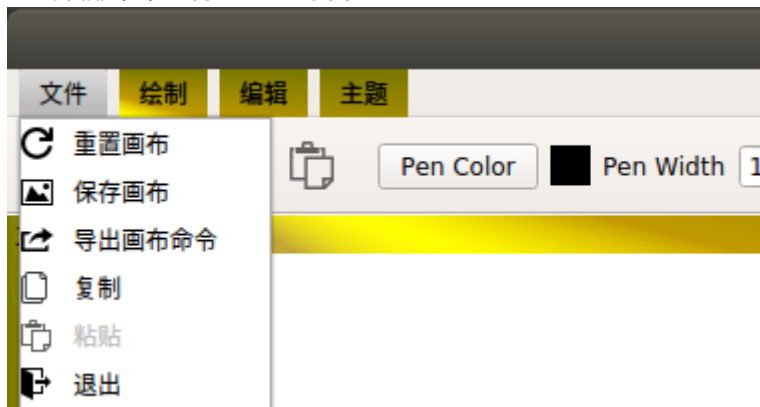 文件 绘制 编辑 主题
Pen Color Pen Width 1
重置画布
保存画布
导出画布命令
复制
粘贴
退出